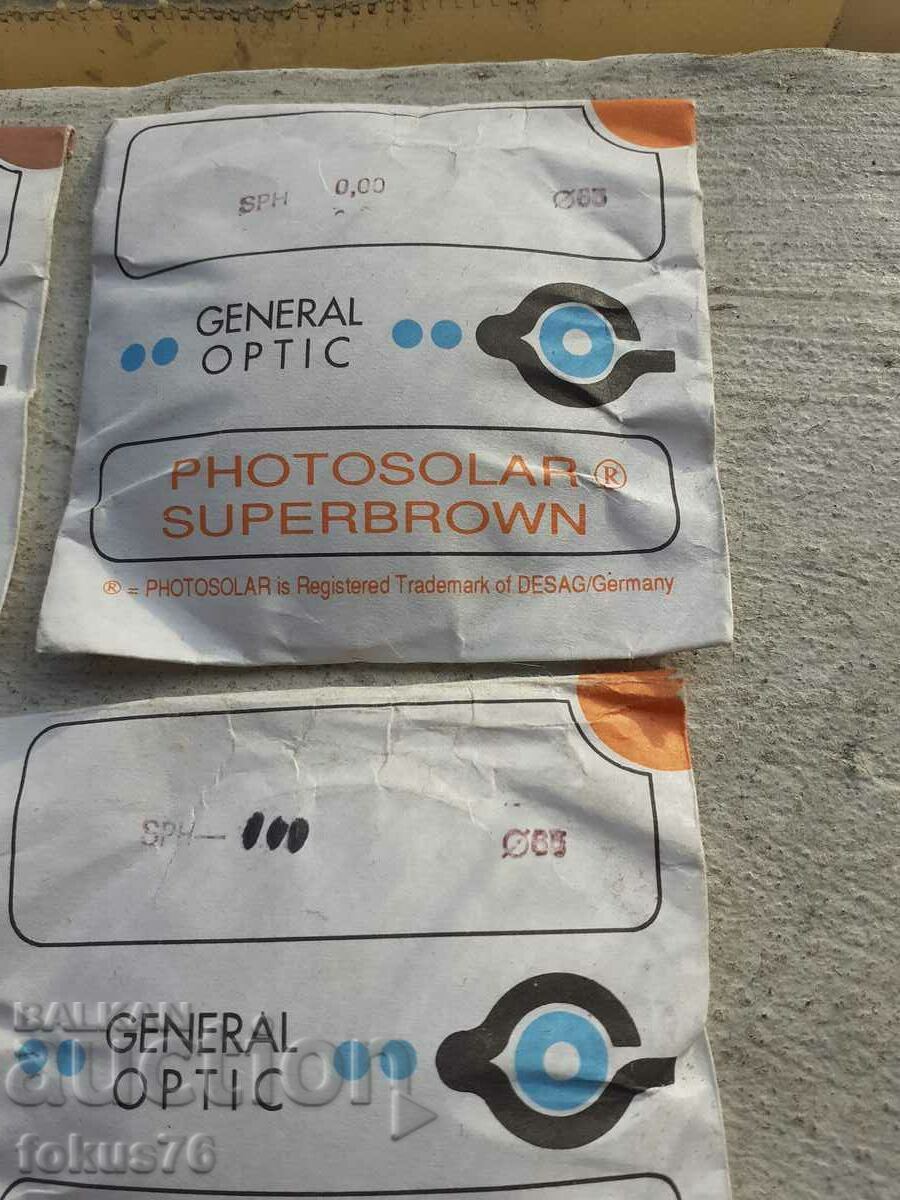 SPH 0,00 Ø65
GENERAL
OPTIC
PHOTOSOLAR ®
SUPERBROWN
® = PHOTOSOLAR is Registered Trademark of DESAG/Germany
SPH— Ø65
GENERAL
OPTIC
BALKAN
auction
fokus76